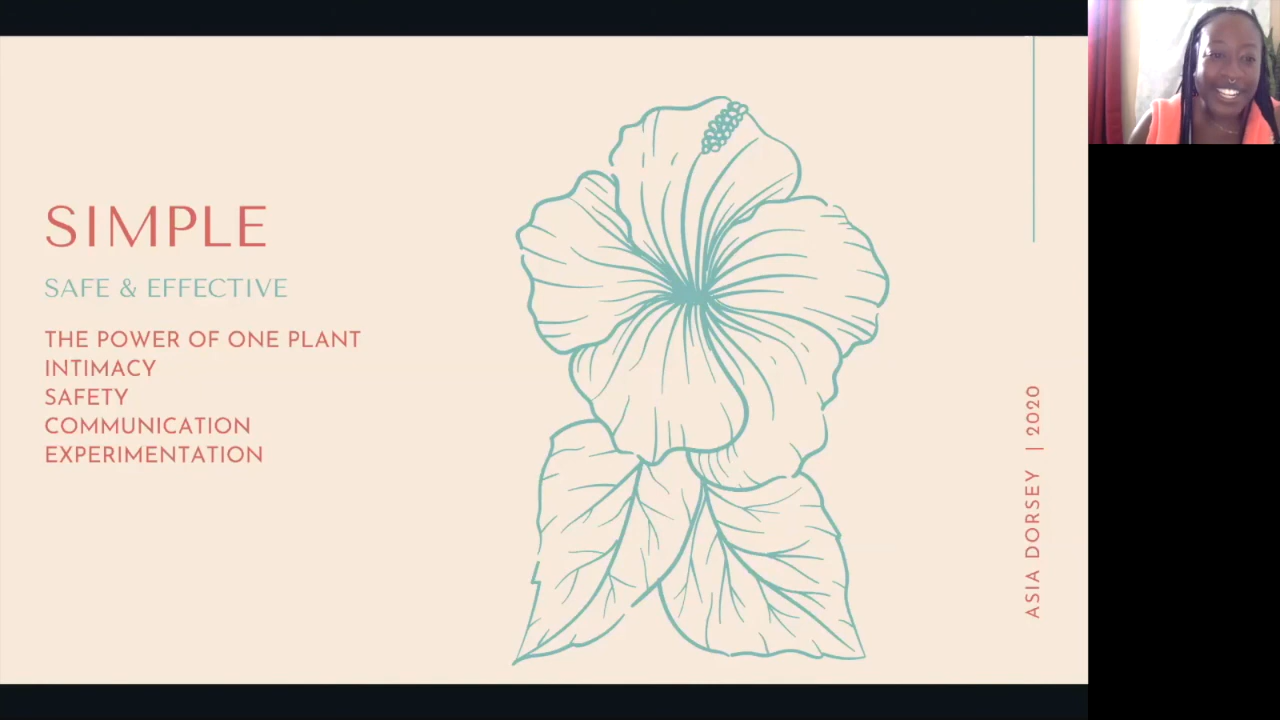 SIMPLE
SAFE & EFFECTIVE
THE POWER OF ONE PLANT
INTIMACY
SAFETY
COMMUNICATION
EXPERIMENTATION
ASIA DORSEY | 2020